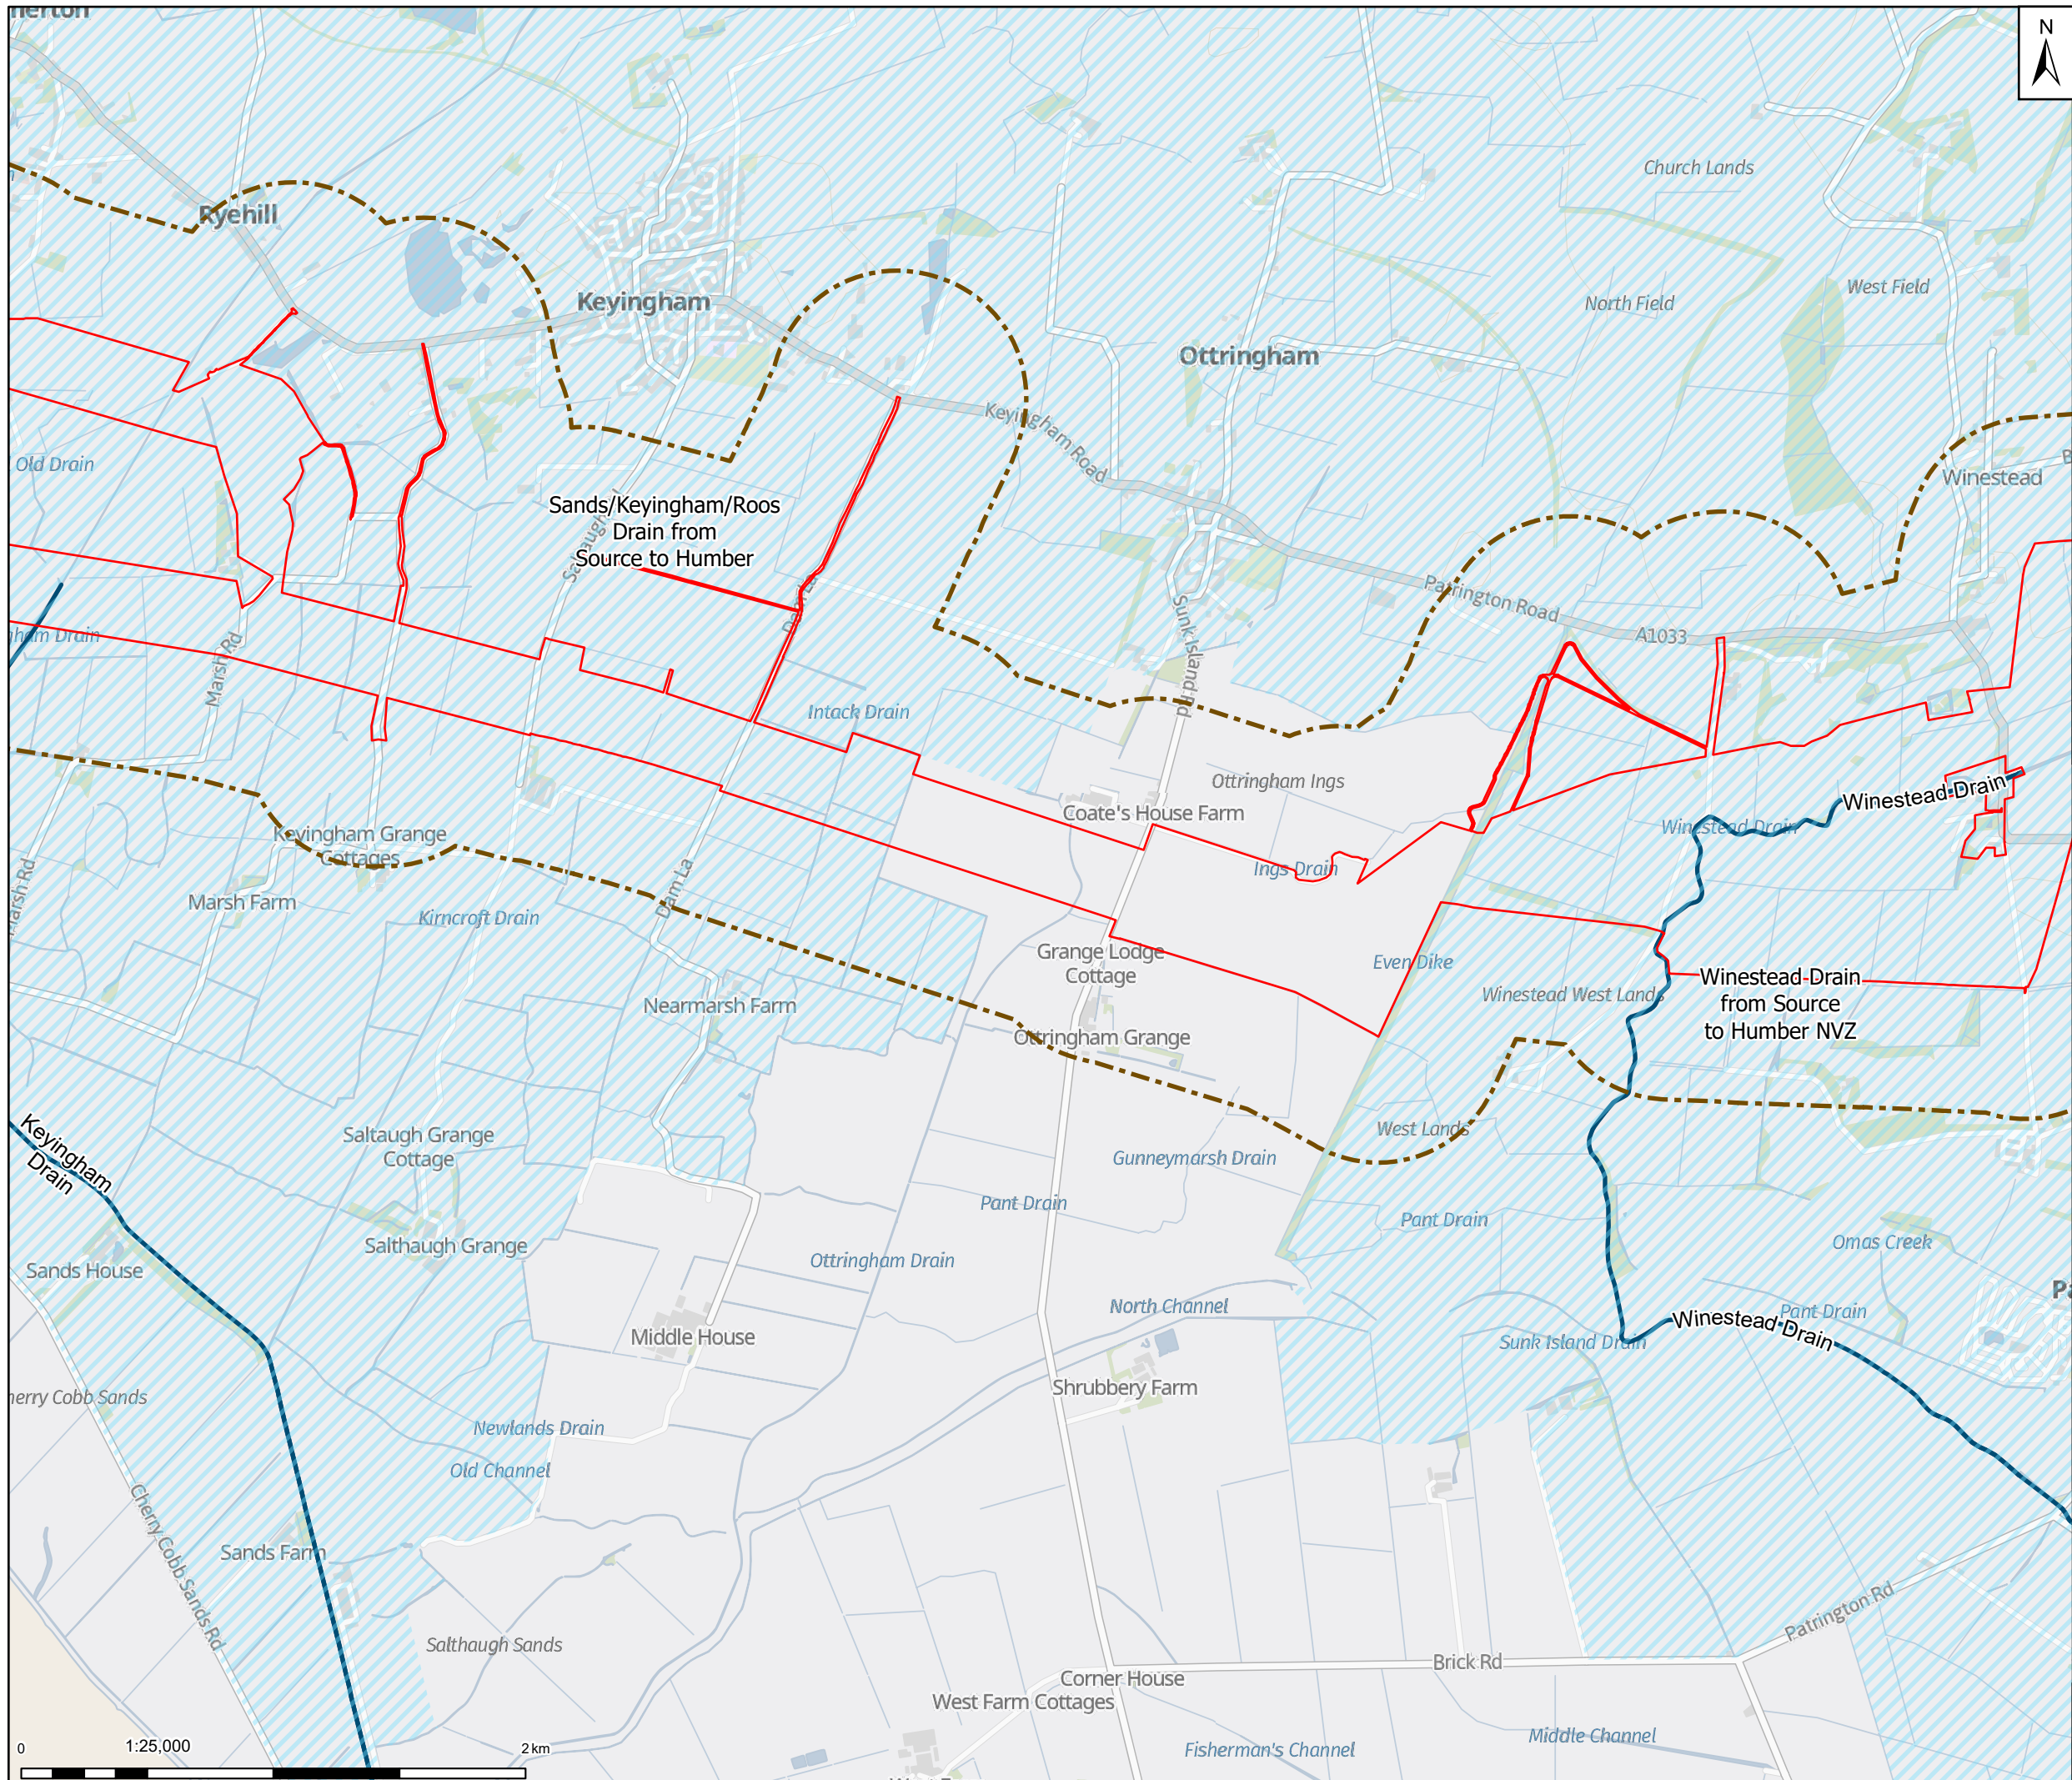 N
Church Lands
Ryehill
West Field
Keyingham
North Field
Ottringham
Keyingham Road
Old Drain
Winestead
Sands/Keyingham/Roos
Drain from
Source to Humber
Patrington Road
A1033
Sunk Island Rd
Marsh Rd
Intack Drain
Ottringham Ings
Winestead Drain
Coate's House Farm
Winestead Drain
Keyingham Grange
Cottages
Ings Drain
Marsh Rd
Marsh Farm
Dam La
Kirncroft Drain
Grange Lodge
Cottage
Even Dike
Winestead Drain
from Source
to Humber NVZ
Winestead West Lands
Nearmarsh Farm
Ottringham Grange
Keyingham
Drain
Saltaugh Grange
Cottage
West Lands
Gunneymarsh Drain
Pant Drain
Pant Drain
Salthaugh Grange
Sands House
Ottringham Drain
Omas Creek
North Channel
Pant Drain
Winestead Drain
Sunk Island Drain
Middle House
Shrubbery Farm
Cobb Sands
Newlands Drain
Old Channel
Cherry Cobb Sands Rd
Sands Farm
Patrington Rd
Salthaugh Sands
Brick Rd
Corner House
West Farm Cottages
Middle Channel
Fisherman's Channel
0 1:25,000 2 km